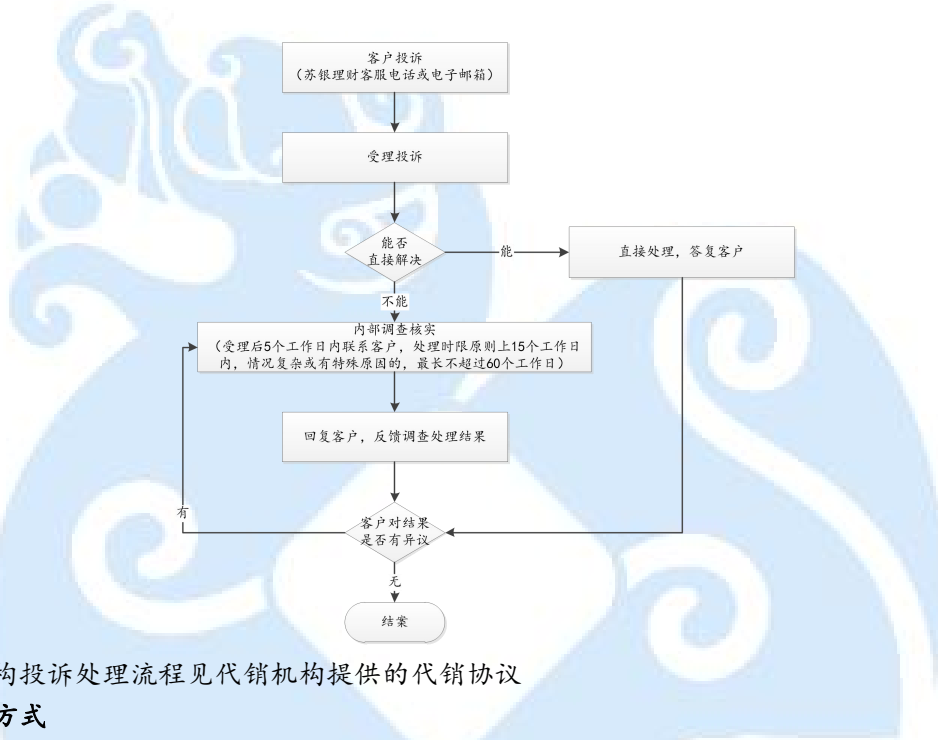 客户投诉
（苏银理财客服电话或电子邮箱）
受理投诉
能否
直接解决
能
直接处理，答复客户
不能
内部调查核实
（受理后5个工作日内联系客户，处理时限原则上15个工作日
内，情况复杂或有特殊原因的，最长不超过60个工作日）
回复客户，反馈调查处理结果
有
客户对结果
是否有异议
无
结案
构投诉处理流程见代销机构提供的代销协议
方式